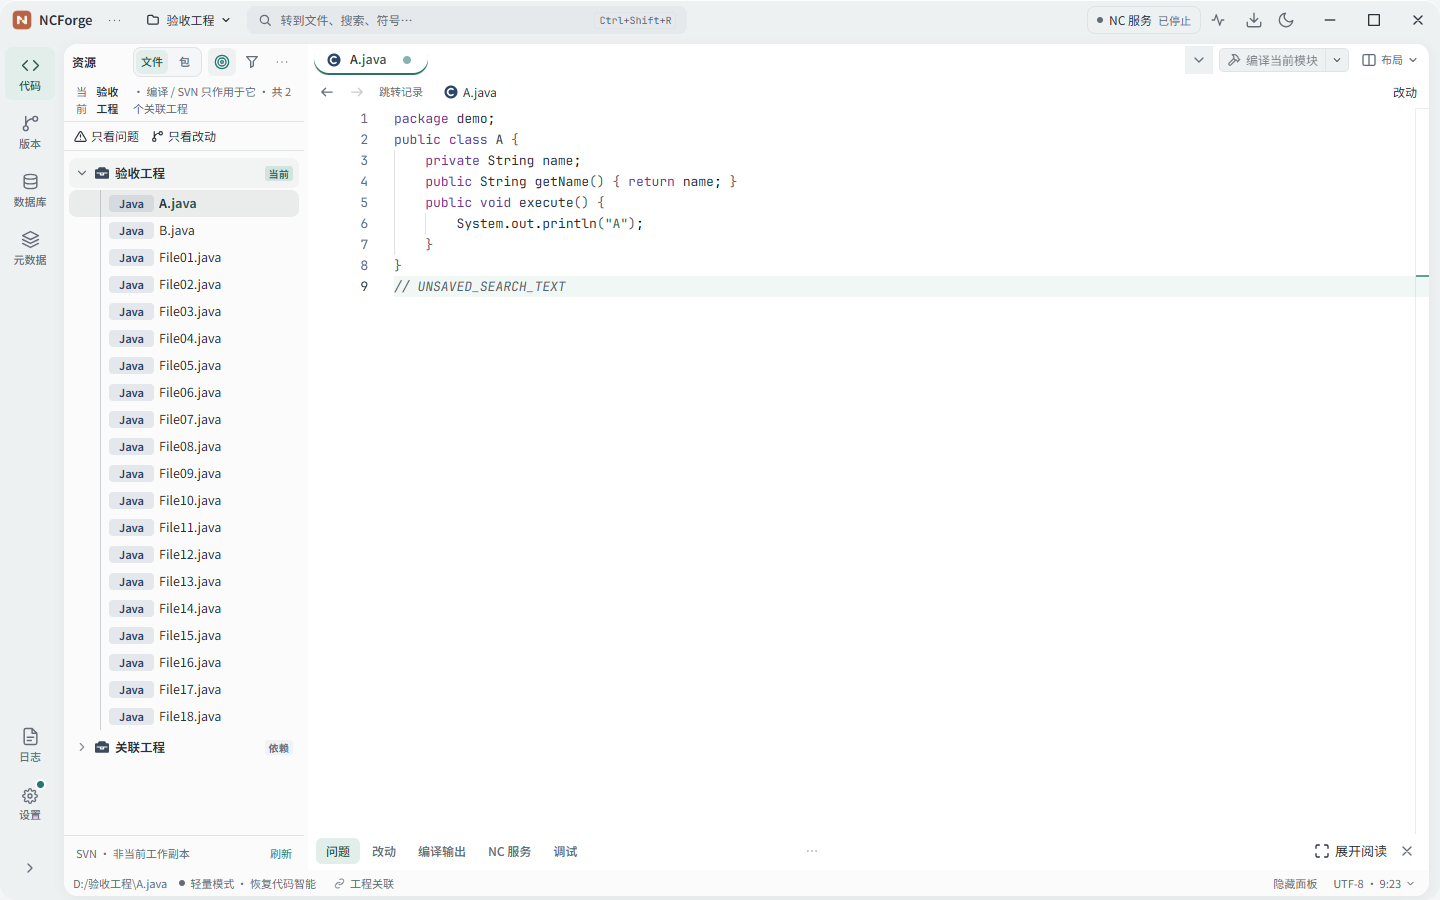 NCForge ··· 验收工程 转到文件、搜索、符号··· Ctrl+Shift+R NC 服务 已停止
代码
版本
数据库
元数据
日志
设置
资源 文件 包 ···
当前 验收工程 · 编译 / SVN 只作用于它 · 共 2 个关联工程
只看问题 只看改动
验收工程 当前
Java A.java
Java B.java
Java File01.java
Java File02.java
Java File03.java
Java File04.java
Java File05.java
Java File06.java
Java File07.java
Java File08.java
Java File09.java
Java File10.java
Java File11.java
Java File12.java
Java File13.java
Java File14.java
Java File15.java
Java File16.java
Java File17.java
Java File18.java
关联工程 依赖
SVN · 非当前工作副本 刷新
A.java 编译当前模块 布局
跳转记录 A.java 改动
1 package demo;
2 public class A {
3 private String name;
4 public String getName() { return name; }
5 public void execute() {
6 System.out.println("A");
7 }
8 }
9 // UNSAVED_SEARCH_TEXT
问题 改动 编译输出 NC 服务 调试 ··· 展开阅读
D:/验收工程\A.java 轻量模式 · 恢复代码智能 工程关联 隐藏面板 UTF-8 · 9:23